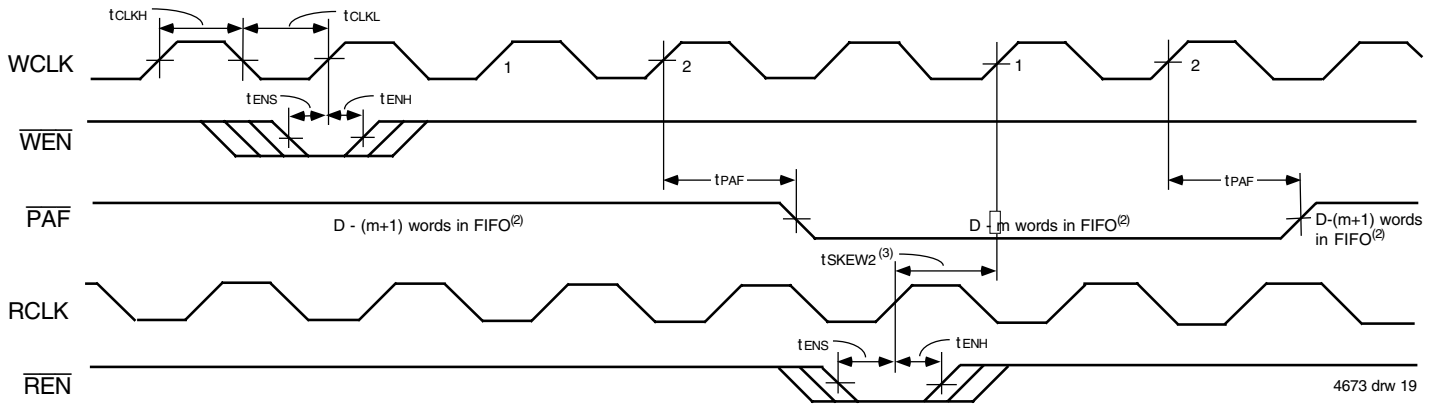 tCLKH tCLKL
WCLK 1 2 1 2
tENS tENH
WEN
tPAF tPAF
PAF D - (m+1) words in FIFO(2) D - m words in FIFO(2) D-(m+1) words
in FIFO(2)
tSKEW2 (3)
RCLK
tENS tENH
REN
4673 drw 19